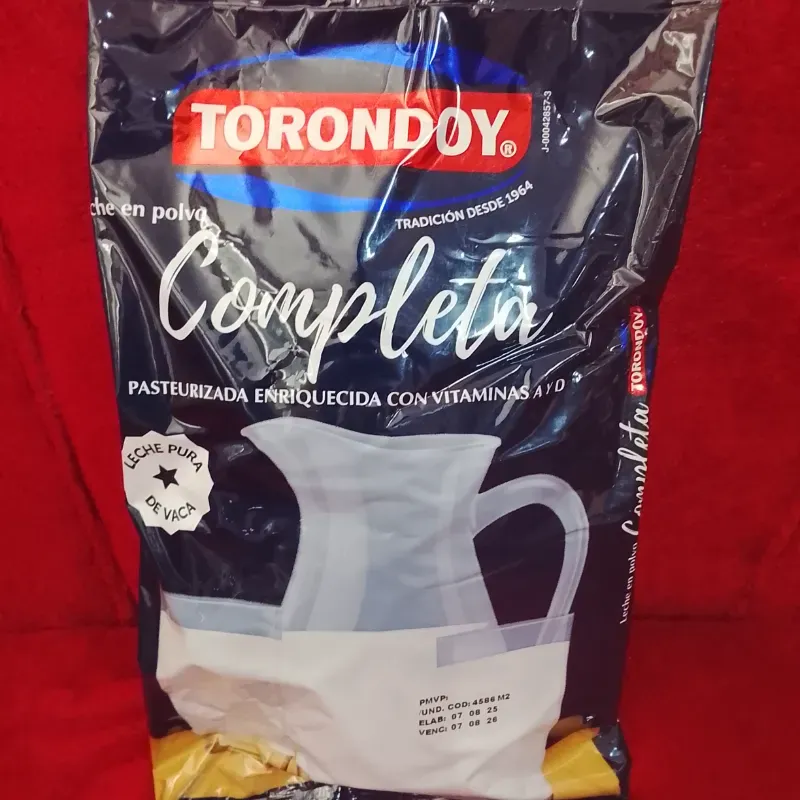 TORONDOY®
J-00042857-3
TRADICIÓN DESDE 1964
che en polvo
Completa
PASTEURIZADA ENRIQUECIDA CON VITAMINAS A Y D
LECHE PURA
DE VACA
Leche en polvo Completa TORONDOY
PMVP:
/UND. COD: 4586 M2
ELAB: 07 08 25
VENC: 07 08 26